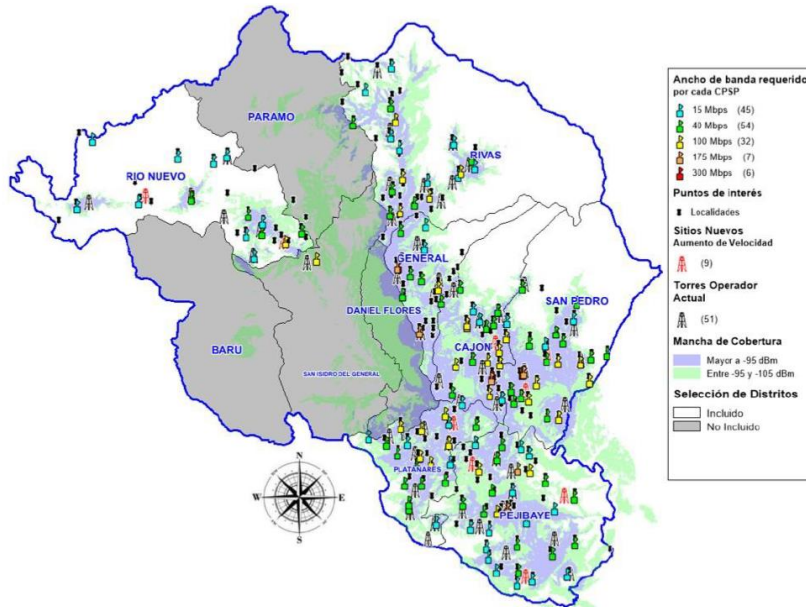 PARAMO
RIO NUEVO
RIVAS
GENERAL
SAN PEDRO
DANIEL FLORES
CAJON
BARU
SAN ISIDRO DEL GENERAL
PLATANARES
PEJIBAYE
N
W
E
S
Ancho de banda requerido
por cada CPSP
15 Mbps (45)
40 Mbps (54)
100 Mbps (32)
175 Mbps (7)
300 Mbps (6)
Puntos de interés
Localidades
Sitios Nuevos
Aumento de Velocidad
(9)
Torres Operador
Actual
(51)
Mancha de Cobertura
Mayor a -95 dBm
Entre -95 y -105 dBm
Selección de Distritos
Incluido
No Incluido